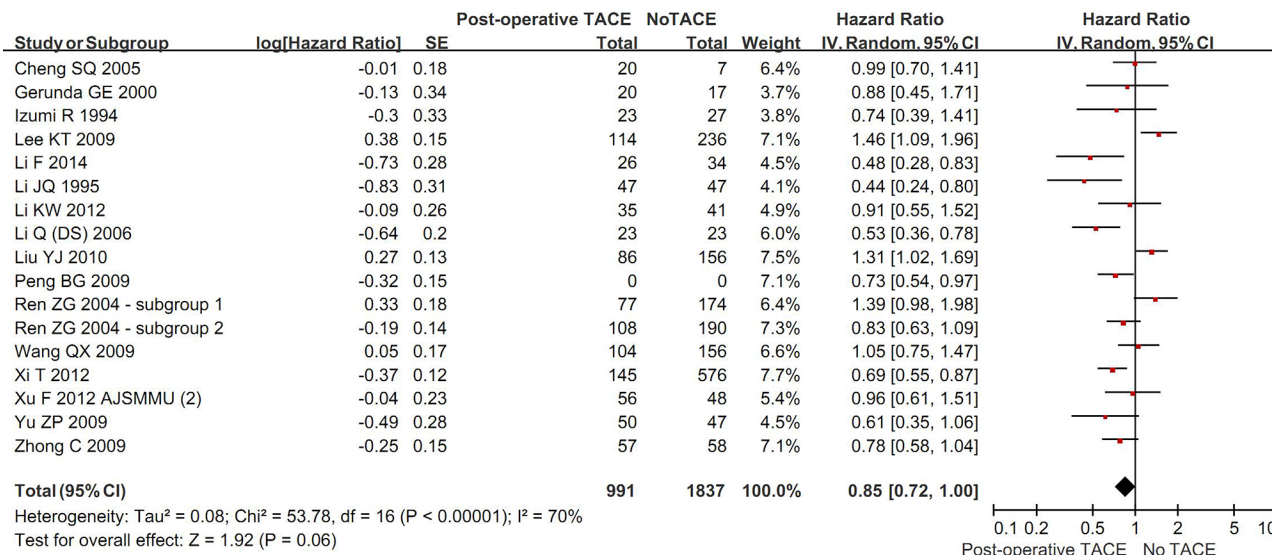 Post-operative TACE NoTACE Hazard Ratio Hazard Ratio
Study or Subgroup log[Hazard Ratio] SE Total Total Weight IV, Random, 95% CI IV, Random, 95% CI
Cheng SQ 2005 -0.01 0.18 20 7 6.4% 0.99 [0.70, 1.41]
Gerunda GE 2000 -0.13 0.34 20 17 3.7% 0.88 [0.45, 1.71]
Izumi R 1994 -0.3 0.33 23 27 3.8% 0.74 [0.39, 1.41]
Lee KT 2009 0.38 0.15 114 236 7.1% 1.46 [1.09, 1.96]
Li F 2014 -0.73 0.28 26 34 4.5% 0.48 [0.28, 0.83]
Li JQ 1995 -0.83 0.31 47 47 4.1% 0.44 [0.24, 0.80]
Li KW 2012 -0.09 0.26 35 41 4.9% 0.91 [0.55, 1.52]
Li Q (DS) 2006 -0.64 0.2 23 23 6.0% 0.53 [0.36, 0.78]
Liu YJ 2010 0.27 0.13 86 156 7.5% 1.31 [1.02, 1.69]
Peng BG 2009 -0.32 0.15 0 0 7.1% 0.73 [0.54, 0.97]
Ren ZG 2004 - subgroup 1 0.33 0.18 77 174 6.4% 1.39 [0.98, 1.98]
Ren ZG 2004 - subgroup 2 -0.19 0.14 108 190 7.3% 0.83 [0.63, 1.09]
Wang QX 2009 0.05 0.17 104 156 6.6% 1.05 [0.75, 1.47]
Xi T 2012 -0.37 0.12 145 576 7.7% 0.69 [0.55, 0.87]
Xu F 2012 AJSMMU (2) -0.04 0.23 56 48 5.4% 0.96 [0.61, 1.51]
Yu ZP 2009 -0.49 0.28 50 47 4.5% 0.61 [0.35, 1.06]
Zhong C 2009 -0.25 0.15 57 58 7.1% 0.78 [0.58, 1.04]
Total (95% CI) 991 1837 100.0% 0.85 [0.72, 1.00]
Heterogeneity: Tau² = 0.08; Chi² = 53.78, df = 16 (P < 0.00001); I² = 70%
Test for overall effect: Z = 1.92 (P = 0.06)
0.1 0.2 0.5 1 2 5 10
Post-operative TACE No TACE